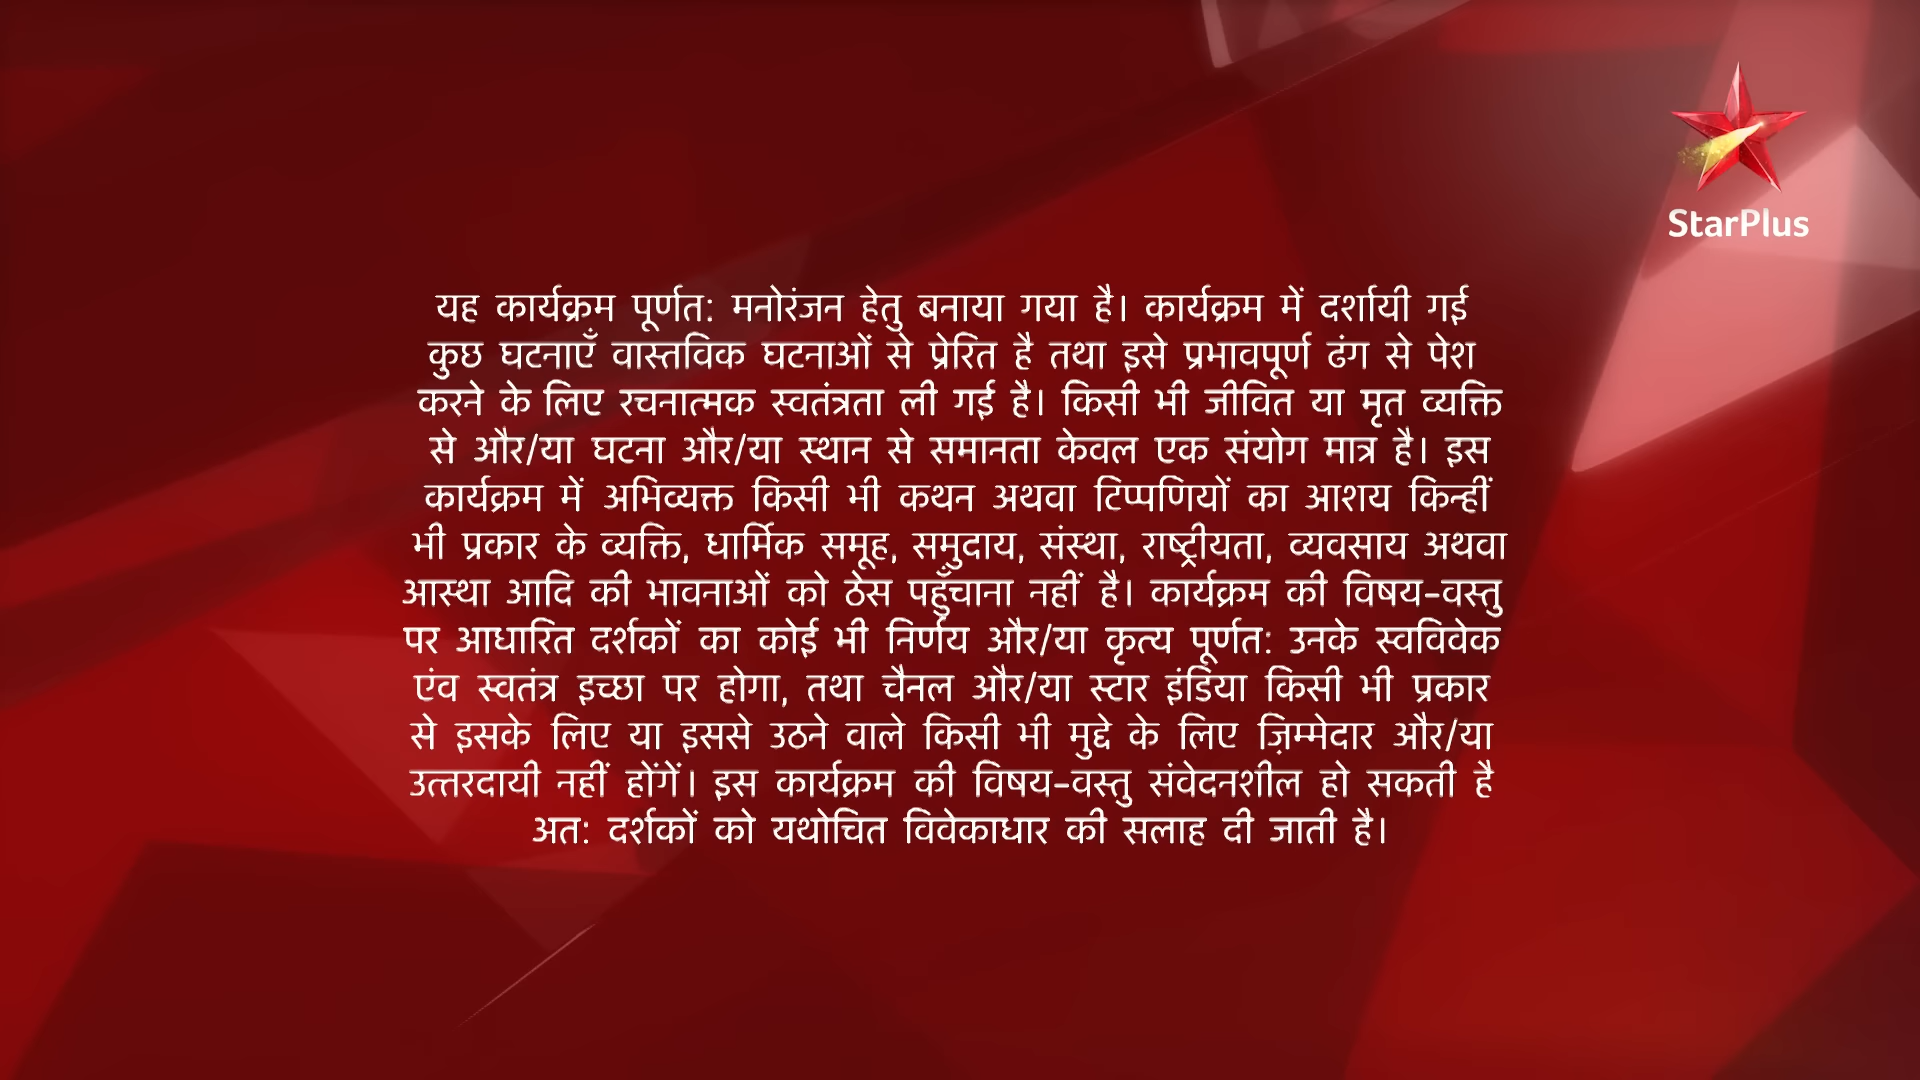 StarPlus
यह कार्यक्रम पूर्णत: मनोरंजन हेतु बनाया गया है। कार्यक्रम में दर्शायी गई
कुछ घटनाएँ वास्तविक घटनाओं से प्रेरित है तथा इसे प्रभावपूर्ण ढंग से पेश
करने के लिए रचनात्मक स्वतंत्रता ली गई है। किसी भी जीवित या मृत व्यक्ति
से और/या घटना और/या स्थान से समानता केवल एक संयोग मात्र है। इस
कार्यक्रम में अभिव्यक्त किसी भी कथन अथवा टिप्पणियों का आशय किन्हीं
भी प्रकार के व्यक्ति, धार्मिक समूह, समुदाय, संस्था, राष्ट्रीयता, व्यवसाय अथवा
आस्था आदि की भावनाओं को ठेस पहुँचाना नहीं है। कार्यक्रम की विषय-वस्तु
पर आधारित दर्शकों का कोई भी निर्णय और/या कृत्य पूर्णत: उनके स्वविवेक
एंव स्वतंत्र इच्छा पर होगा, तथा चैनल और/या स्टार इंडिया किसी भी प्रकार
से इसके लिए या इससे उठने वाले किसी भी मुद्दे के लिए ज़िम्मेदार और/या
उत्तरदायी नहीं होंगें। इस कार्यक्रम की विषय-वस्तु संवेदनशील हो सकती है
अत: दर्शकों को यथोचित विवेकाधार की सलाह दी जाती है।